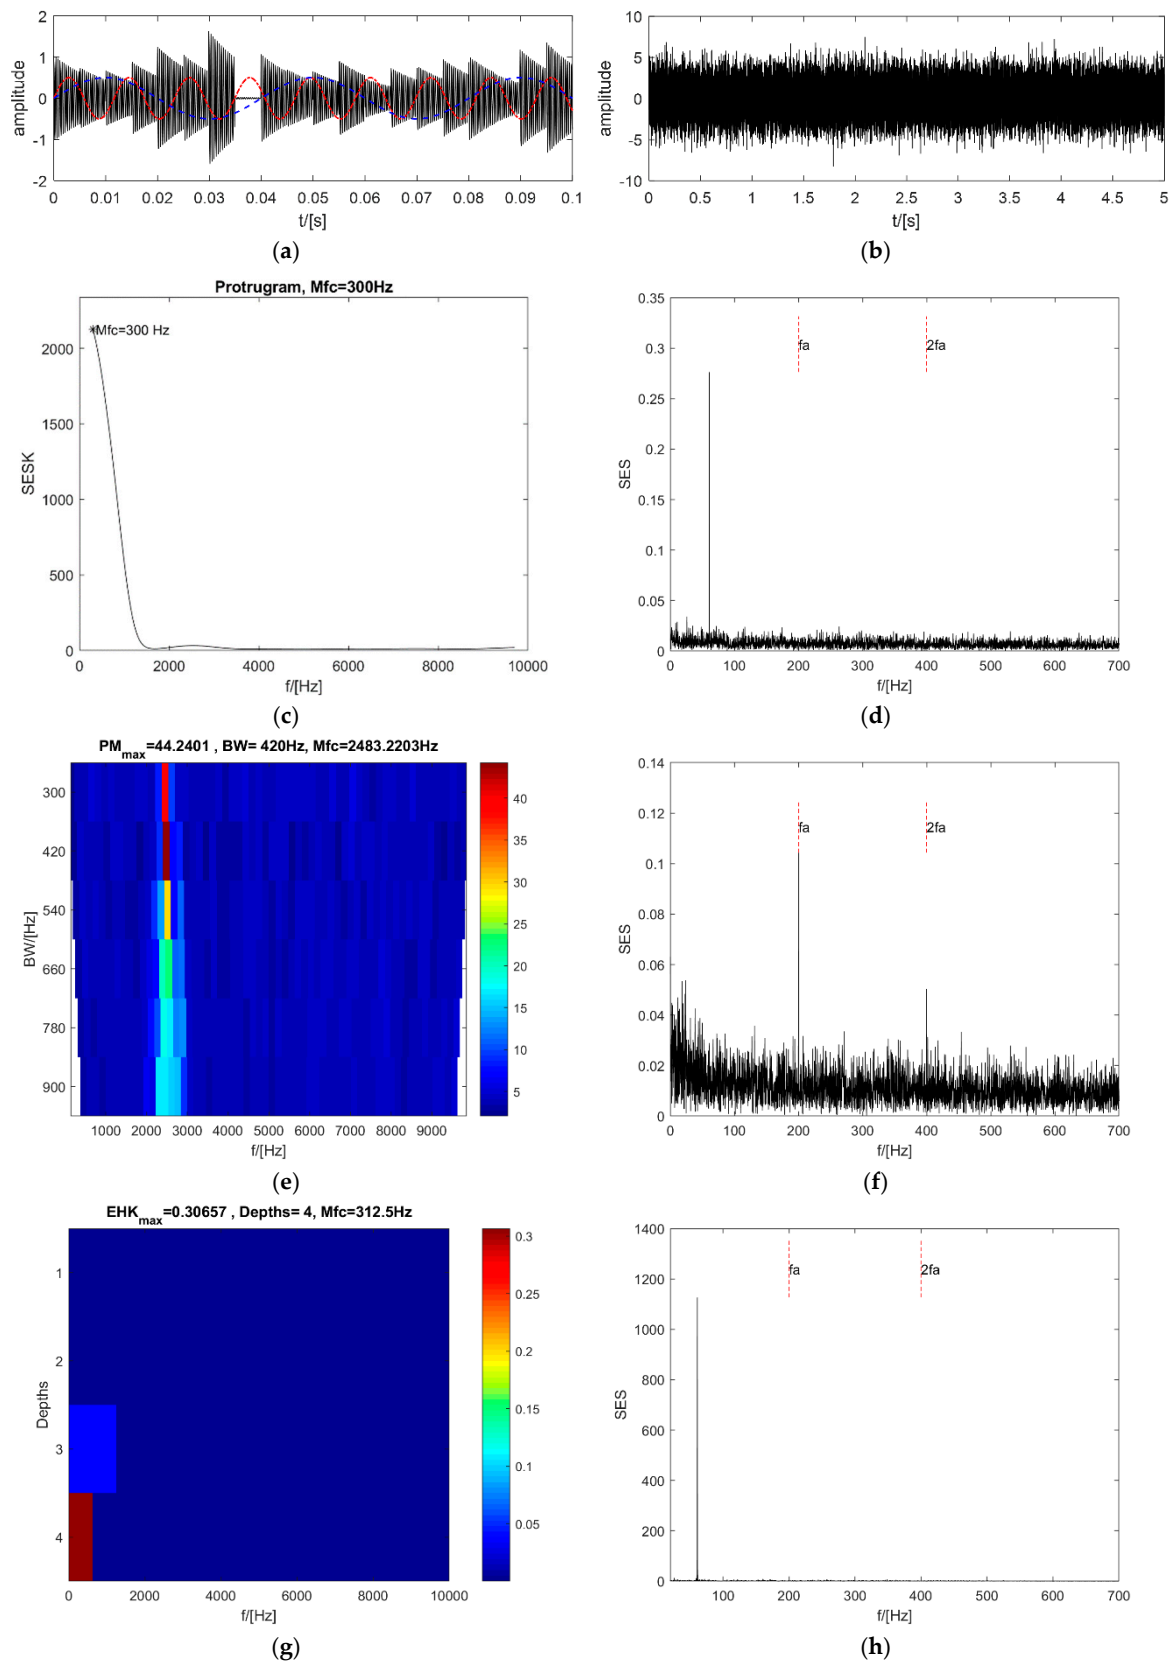 2
1
0
-1
-2
amplitude
0 0.01 0.02 0.03 0.04 0.05 0.06 0.07 0.08 0.09 0.1
t/[s]
(a)
10
5
0
-5
-10
amplitude
0 0.5 1 1.5 2 2.5 3 3.5 4 4.5 5
t/[s]
(b)
Protrugram, Mfc=300Hz
Mfc=300 Hz
2000
1500
1000
500
0
SESK
0 2000 4000 6000 8000 10000
f/[Hz]
(c)
0.35
0.3
0.25
0.2
0.15
0.1
0.05
0
SES
fa 2fa
0 100 200 300 400 500 600 700
f/[Hz]
(d)
PMmax=44.2401 , BW= 420Hz, Mfc=2483.2203Hz
300
420
540
660
780
900
BW/[Hz]
1000 2000 3000 4000 5000 6000 7000 8000 9000
f/[Hz]
40
35
30
25
20
15
10
5
(e)
0.14
0.12
0.1
0.08
0.06
0.04
0.02
0
SES
fa 2fa
0 100 200 300 400 500 600 700
f/[Hz]
(f)
EHKmax=0.30657 , Depths= 4, Mfc=312.5Hz
1
2
3
4
Depths
0 2000 4000 6000 8000 10000
f/[Hz]
0.3
0.25
0.2
0.15
0.1
0.05
(g)
1400
1200
1000
800
600
400
200
0
SES
fa 2fa
100 200 300 400 500 600 700
f/[Hz]
(h)